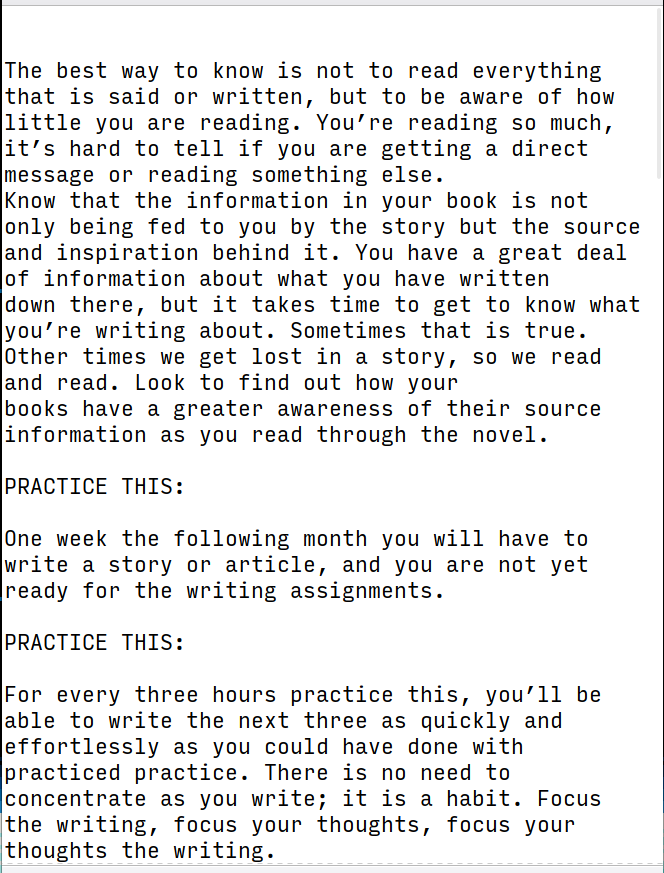 The best way to know is not to read everything
that is said or written, but to be aware of how
little you are reading. You’re reading so much,
it’s hard to tell if you are getting a direct
message or reading something else.
Know that the information in your book is not
only being fed to you by the story but the source
and inspiration behind it. You have a great deal
of information about what you have written
down there, but it takes time to get to know what
you’re writing about. Sometimes that is true.
Other times we get lost in a story, so we read
and read. Look to find out how your
books have a greater awareness of their source
information as you read through the novel.
PRACTICE THIS:
One week the following month you will have to
write a story or article, and you are not yet
ready for the writing assignments.
PRACTICE THIS:
For every three hours practice this, you’ll be
able to write the next three as quickly and
effortlessly as you could have done with
practiced practice. There is no need to
concentrate as you write; it is a habit. Focus
the writing, focus your thoughts, focus your
thoughts the writing.